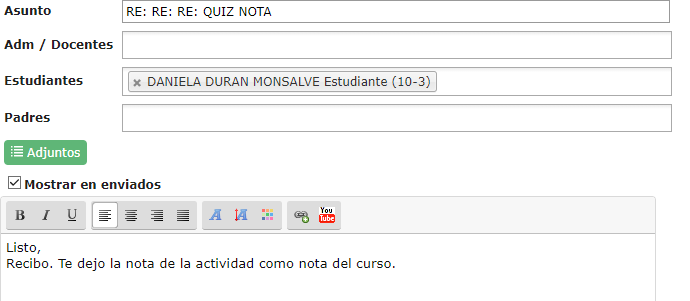 Asunto RE: RE: RE: QUIZ NOTA
Adm / Docentes
Estudiantes × DANIELA DURAN MONSALVE Estudiante (10-3)
Padres
Adjuntos
Mostrar en enviados
B I U A A You Tube
Listo,
Recibo. Te dejo la nota de la actividad como nota del curso.